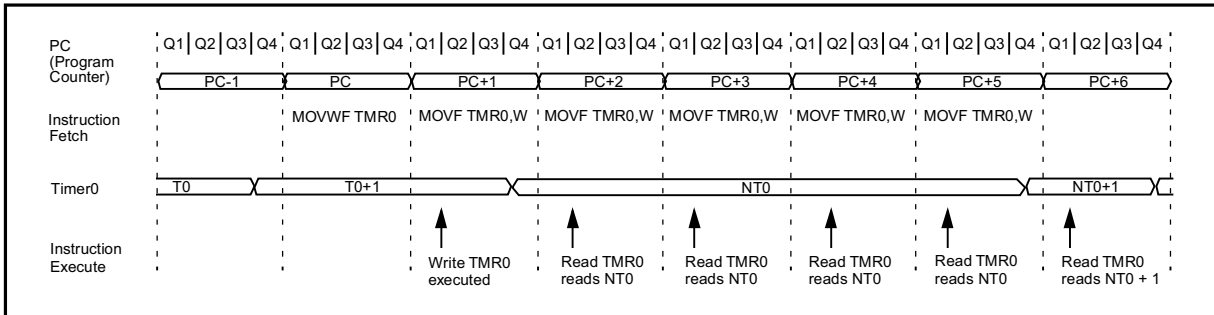 PC
(Program
Counter)
Q1 Q2 Q3 Q4 Q1 Q2 Q3 Q4 Q1 Q2 Q3 Q4 Q1 Q2 Q3 Q4 Q1 Q2 Q3 Q4 Q1 Q2 Q3 Q4 Q1 Q2 Q3 Q4 Q1 Q2 Q3 Q4
PC-1 PC PC+1 PC+2 PC+3 PC+4 PC+5 PC+6
Instruction
Fetch
MOVWF TMR0 MOVF TMR0,W MOVF TMR0,W MOVF TMR0,W MOVF TMR0,W MOVF TMR0,W
Timer0
T0 T0+1 NT0 NT0+1
Instruction
Execute
Write TMR0
executed
Read TMR0
reads NT0
Read TMR0
reads NT0
Read TMR0
reads NT0
Read TMR0
reads NT0
Read TMR0
reads NT0 + 1